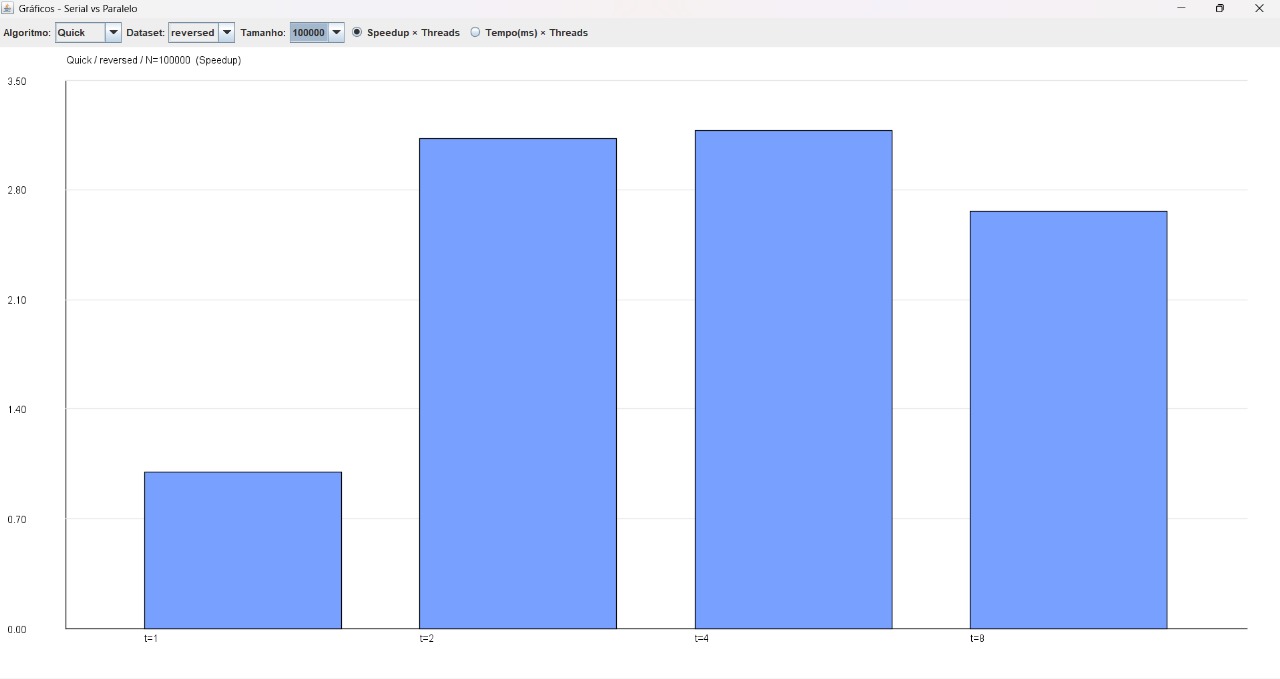 Gráficos - Serial vs Paralelo
Algoritmo: Quick Dataset: reversed Tamanho: 100000 Speedup × Threads Tempo(ms) × Threads
Quick / reversed / N=100000 (Speedup)
3.50
2.80
2.10
1.40
0.70
0.00
t=1 t=2 t=4 t=8